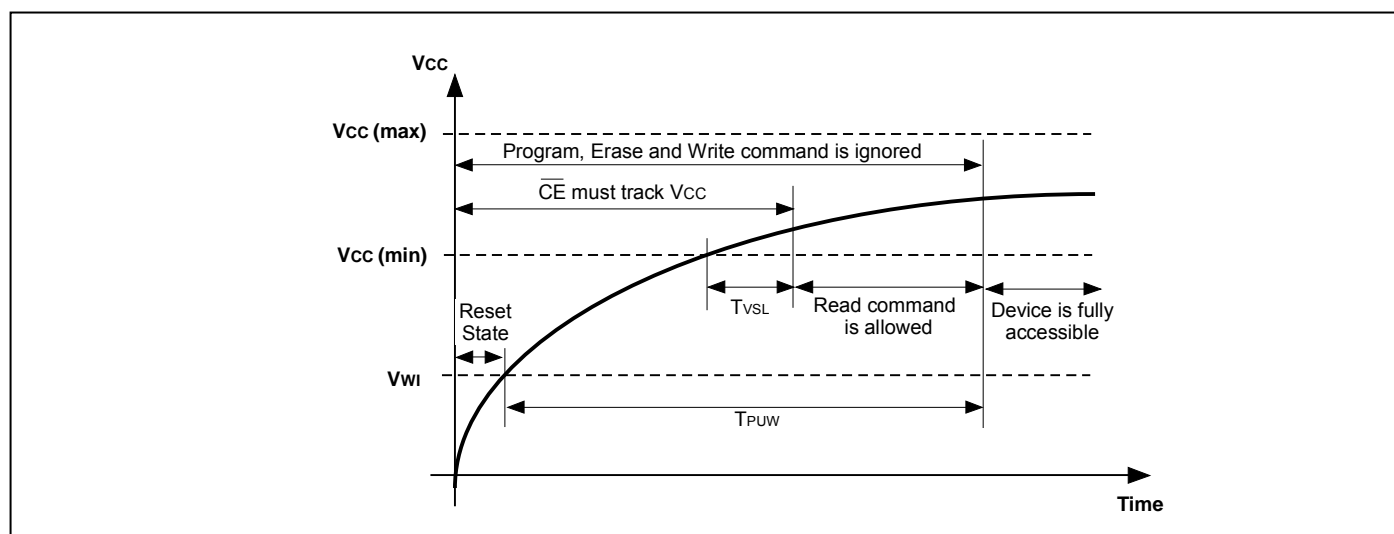 Vcc
Vcc (max)
Program, Erase and Write command is ignored
C̅E̅ must track Vcc
Vcc (min)
TVSL
Read command
is allowed
Device is fully
accessible
Reset
State
VWI
TPUW
Time